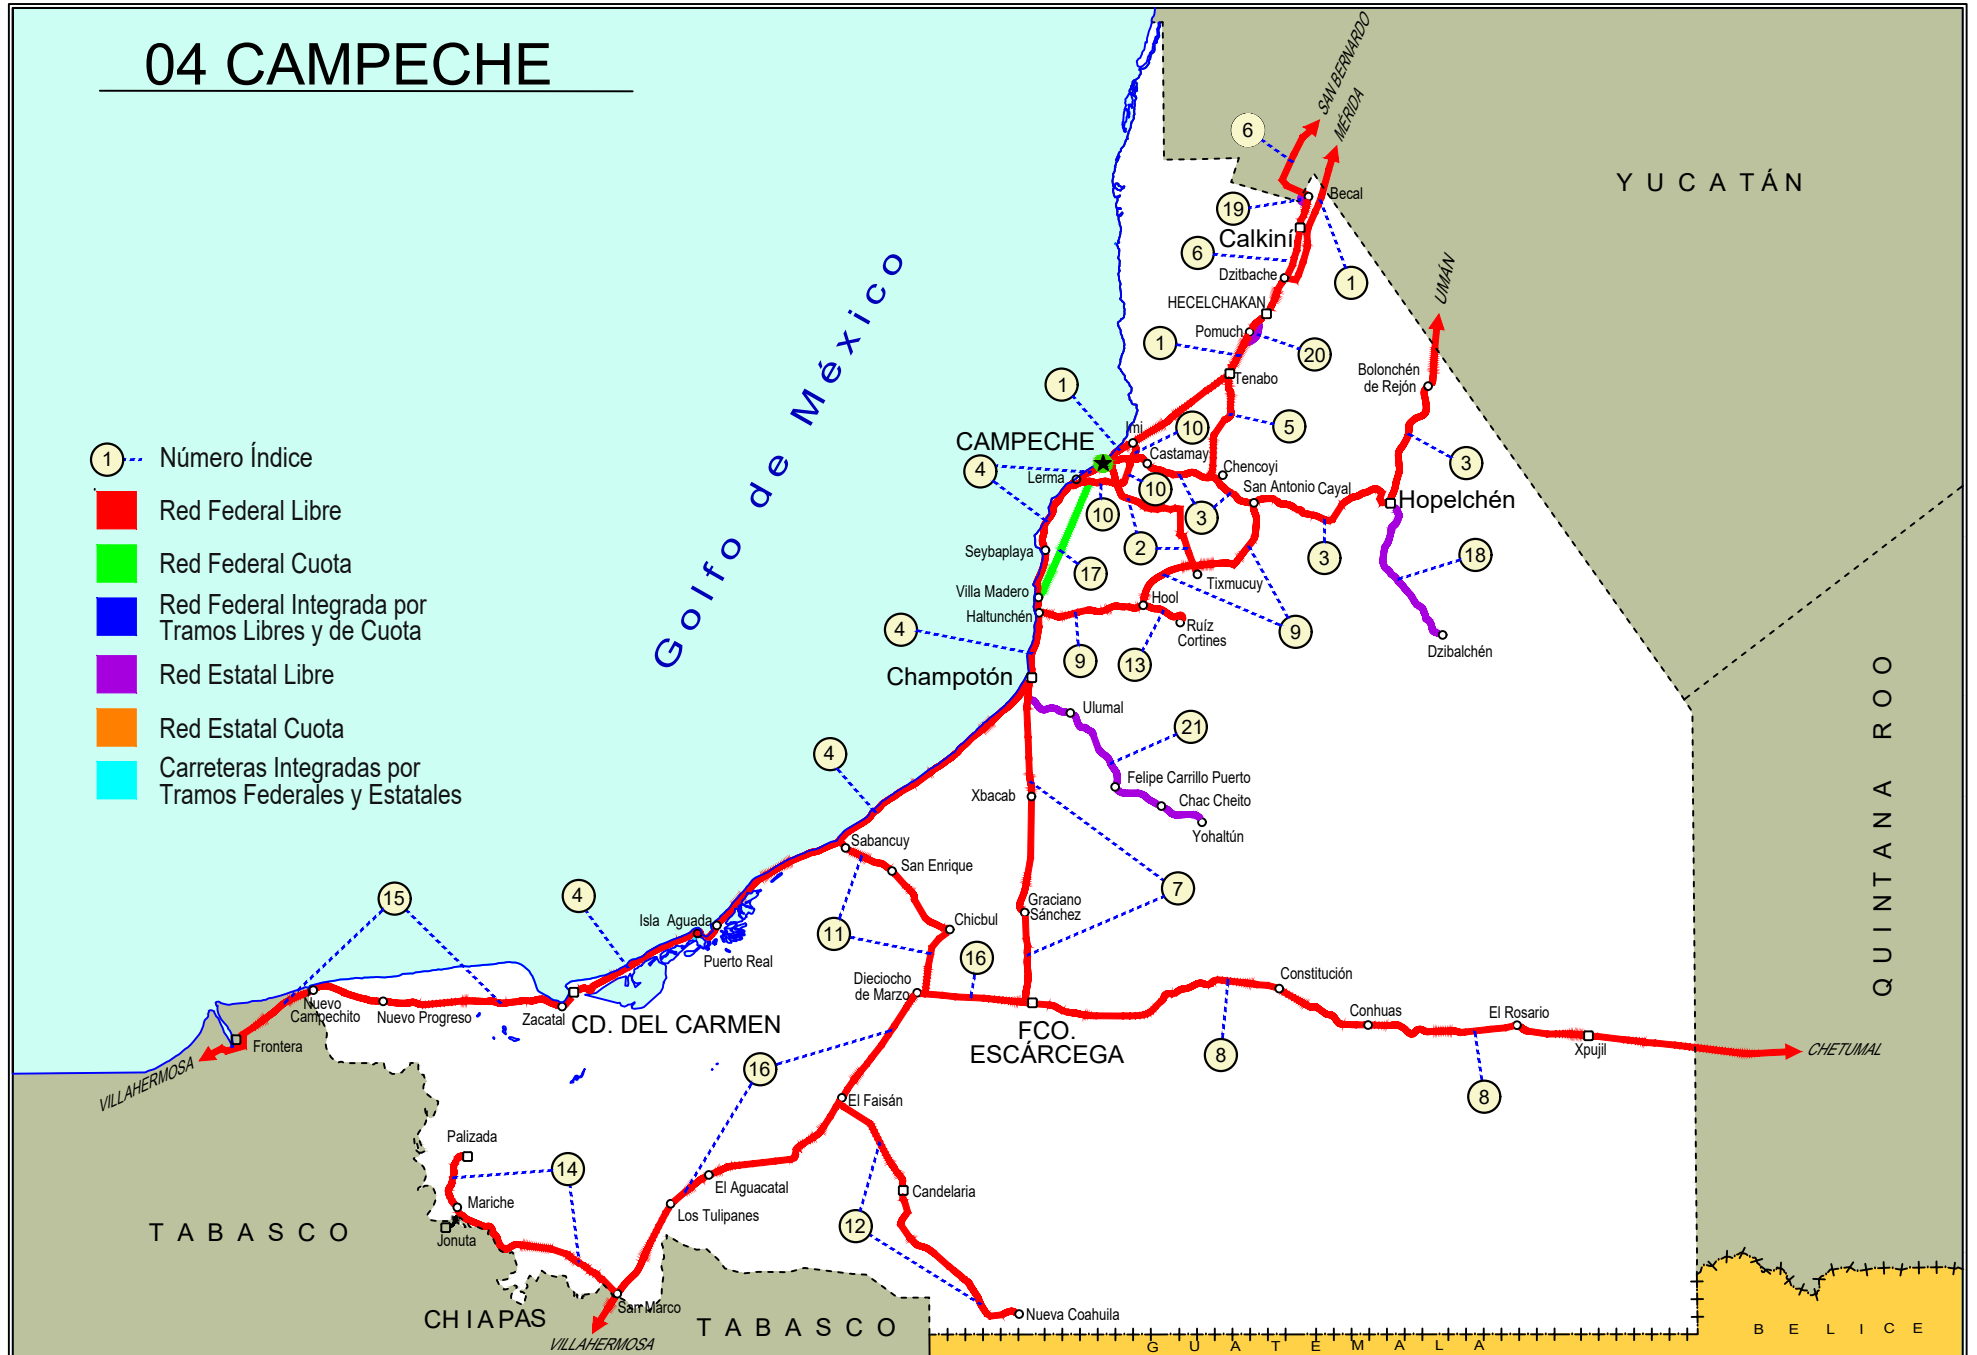 04 CAMPECHE
SAN BERNARDO
MÉRIDA
6
YUCATÁN
19
Becal
Calkiní
6
1
UMÁN
Dzitbache
HECELCHAKAN
Pomuch
1
20
Golfo de México
Tenabo
Bolonchén
de Rejón
1
5
10
Imi
CAMPECHE
Castamay
3
4
Lerma
Chencoyi
10
San Antonio Cayal
Hopelchén
10
3
2
3
18
Seybaplaya
17
Tixmucuy
Villa Madero
Hool
Haltunchén
Ruíz
Cortines
9
4
9
13
Dzibalchén
Champotón
1
Número Índice
Red Federal Libre
Red Federal Cuota
Red Federal Integrada por
Tramos Libres y de Cuota
Red Estatal Libre
Red Estatal Cuota
Carreteras Integradas por
Tramos Federales y Estatales
QUINTANA ROO
Ulumal
21
4
Felipe Carrillo Puerto
Xbacab
Chac Cheito
Yohaltún
Sabancuy
San Enrique
7
15
4
Graciano
Sánchez
Isla Aguada
Chicbul
11
Puerto Real
16
Dieciocho
de Marzo
Constitución
Nuevo
Campechito
Nuevo Progreso
Zacatal
CD. DEL CARMEN
FCO.
ESCÁRCEGA
Conhuas
El Rosario
Xpujil
CHETUMAL
Frontera
VILLAHERMOSA
8
16
8
El Faisán
Palizada
14
El Aguacatal
Candelaria
Mariche
Los Tulipanes
12
Jonuta
TABASCO
San Marco
Nueva Coahuila
CHIAPAS
TABASCO
VILLAHERMOSA
GUATEMALA
BELICE